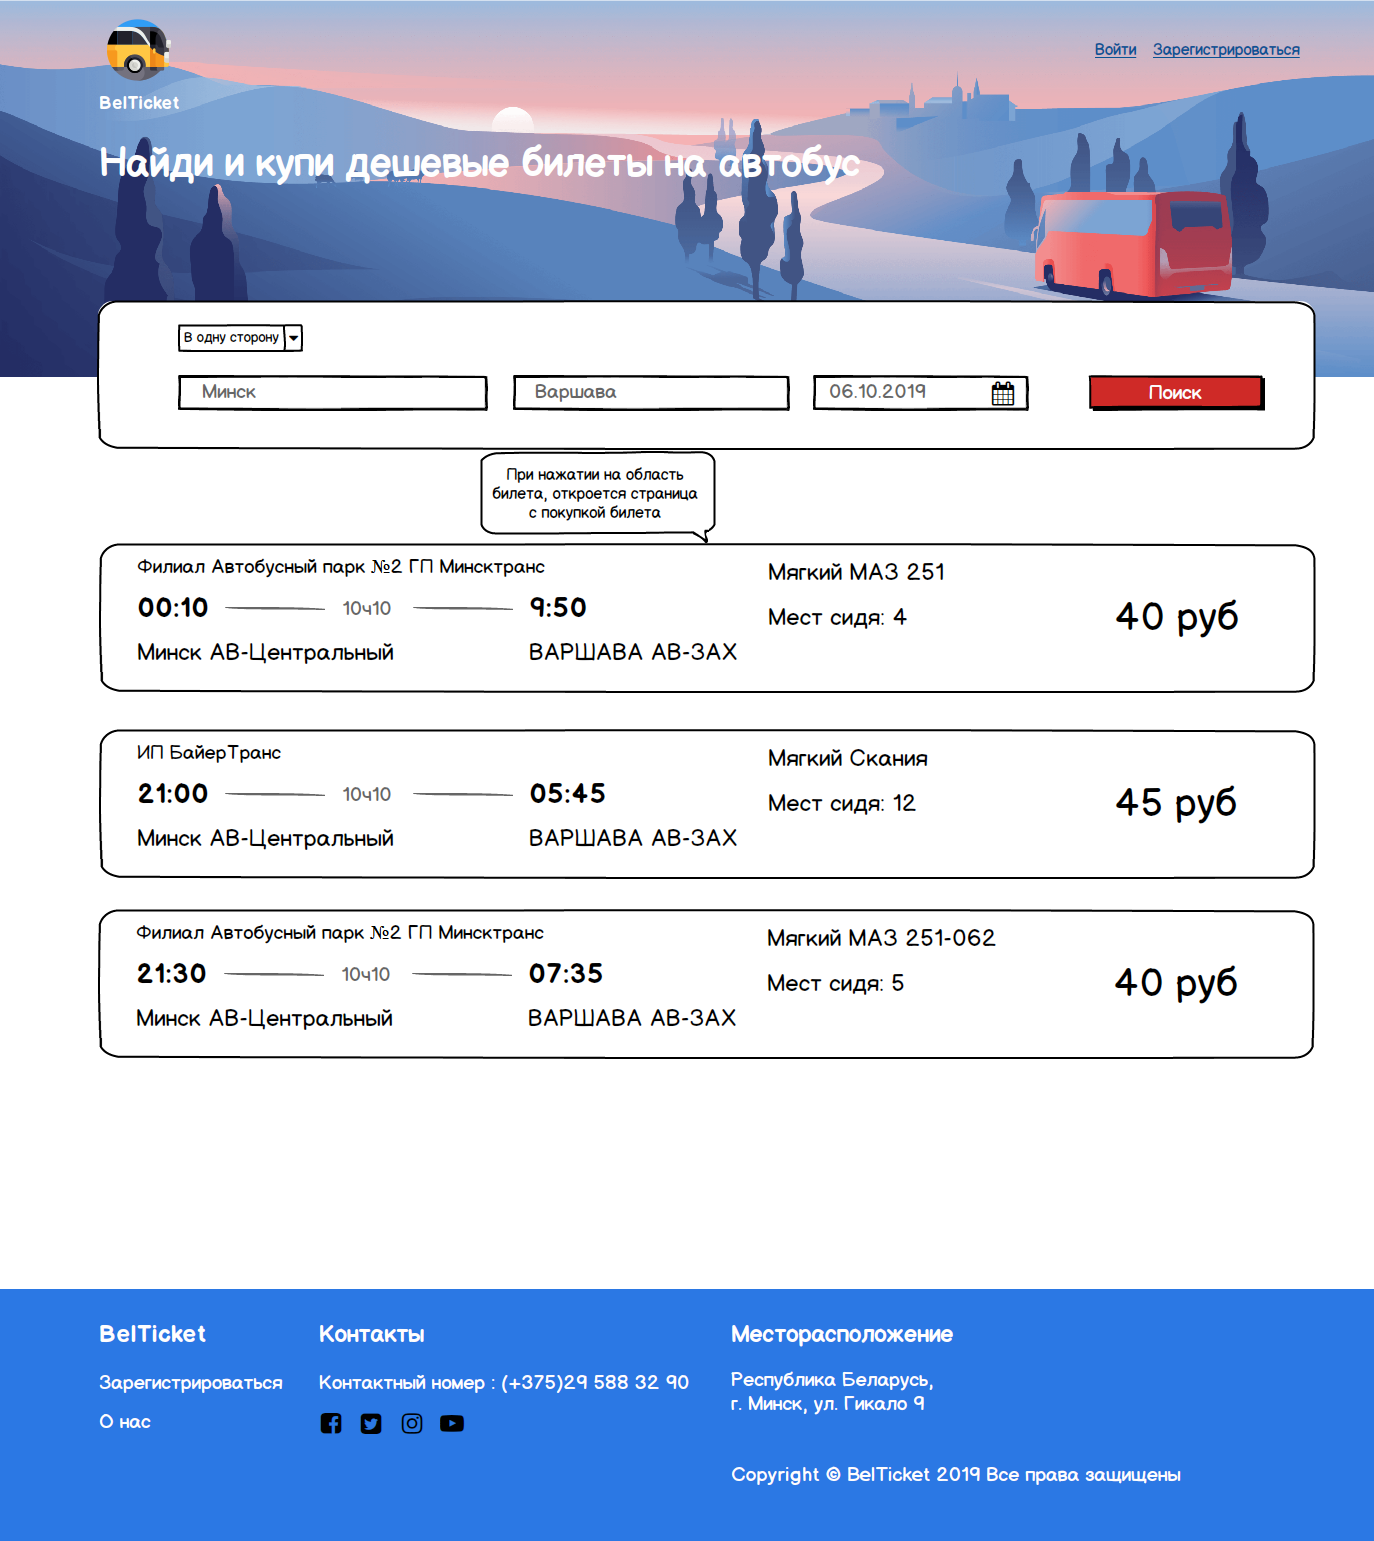 Войти Зарегистрироваться
BelTicket
Найди и купи дешевые билеты на автобус
В одну сторону
Минск Варшава 06.10.2019 Поиск
При нажатии на область
билета, откроется страница
с покупкой билета
Филиал Автобусный парк №2 ГП Минсктранс
Мягкий МАЗ 251
00:10 10ч10 9:50
Мест сидя: 4
40 руб
Минск АВ-Центральный ВАРШАВА АВ-ЗАХ
ИП БайерТранс
Мягкий Скания
21:00 10ч10 05:45
Мест сидя: 12
45 руб
Минск АВ-Центральный ВАРШАВА АВ-ЗАХ
Филиал Автобусный парк №2 ГП Минсктранс
Мягкий МАЗ 251-062
21:30 10ч10 07:35
Мест сидя: 5
40 руб
Минск АВ-Центральный ВАРШАВА АВ-ЗАХ
BelTicket
Зарегистрироваться
О нас
Контакты
Контактный номер : (+375)29 588 32 90
Месторасположение
Республика Беларусь,
г. Минск, ул. Гикало 9
Copyright © BelTicket 2019 Все права защищены